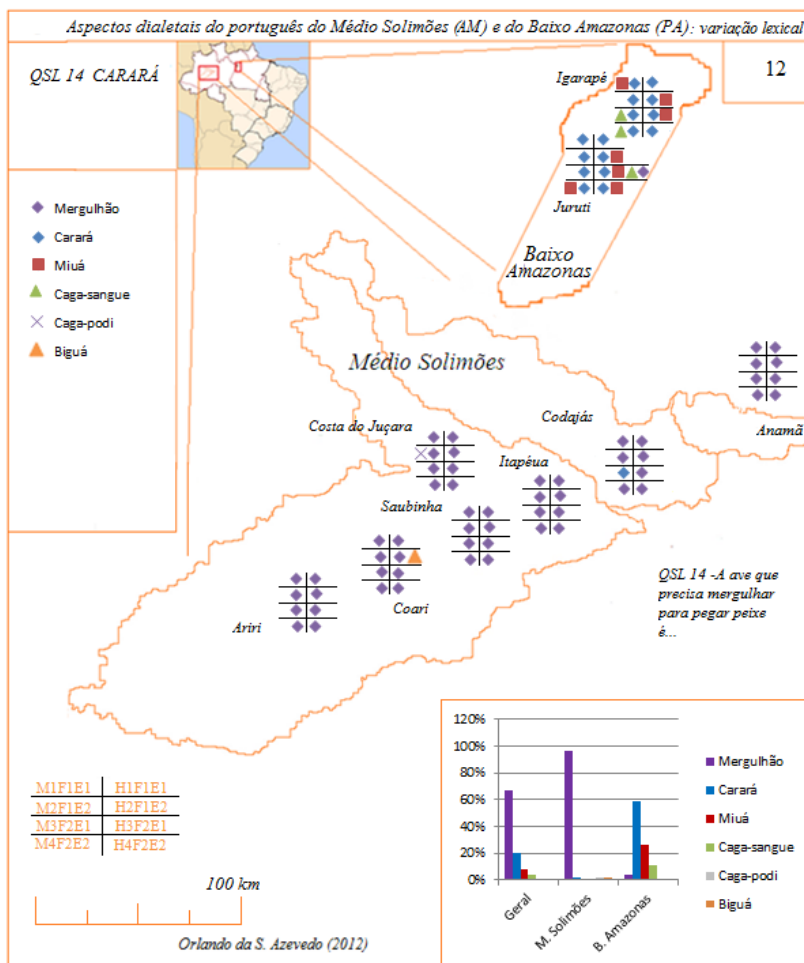 Aspectos dialetais do português do Médio Solimões (AM) e do Baixo Amazonas (PA): variação lexical
QSL 14 CARARÁ
12
Igarapé
Juruti
Baixo
Amazonas
Mergulhão
Carará
Miuá
Caga-sangue
Caga-podi
Biguá
Médio Solimões
Costa do Juçara
Codajás
Anamã
Itapéua
Saubinha
Coari
Ariri
QSL 14 -A ave que
precisa mergulhar
para pegar peixe
é...
M1F1E1 H1F1E1
M2F1E2 H2F1E2
M3F2E1 H3F2E1
M4F2E2 H4F2E2
100 km
Orlando da S. Azevedo (2012)
120%
100%
80%
60%
40%
20%
0%
Geral
M. Solimões
B. Amazonas
Mergulhão
Carará
Miuá
Caga-sangue
Caga-podi
Biguá